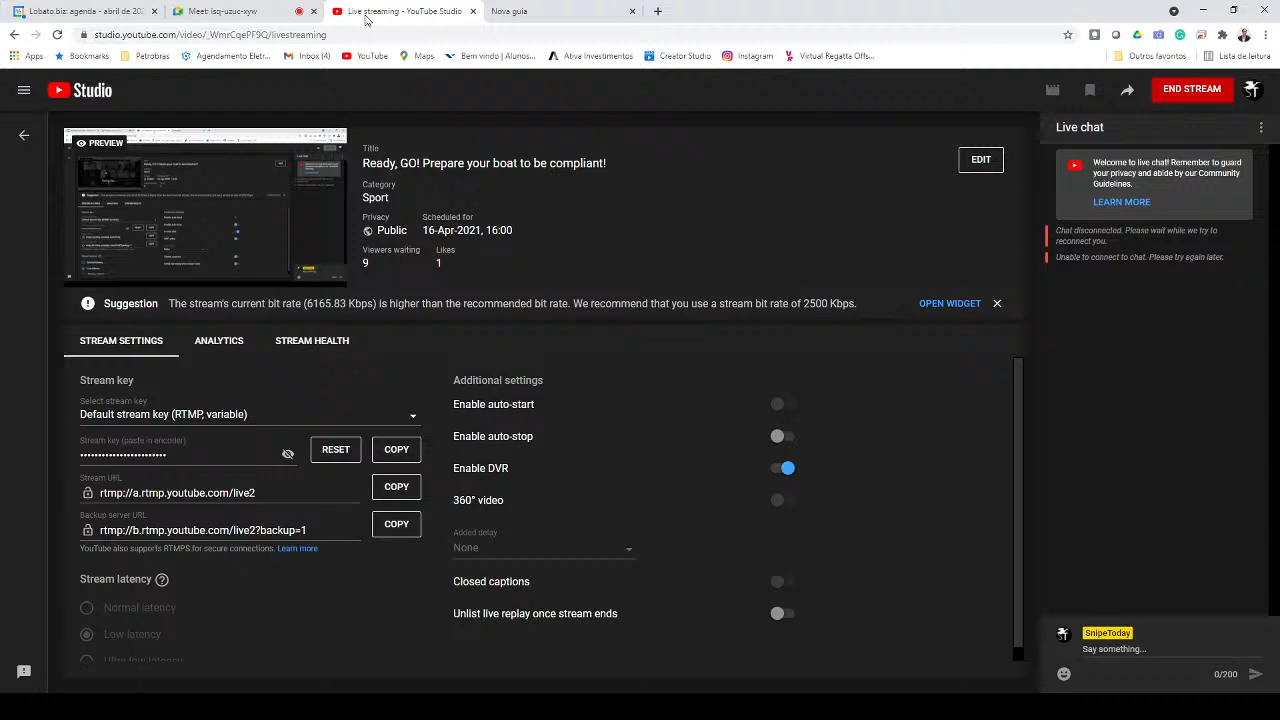 Lobato.biz: agenda - abril de 202
Meet: isq-uzuc-xyw
Live streaming - YouTube Studio
Nova guia
studio.youtube.com/video/_WmrCqePF9Q/livestreaming
Apps
Bookmarks
Petrobras
Agendamento Eletr...
Inbox (4)
YouTube
Maps
Bem vindo | Alunos...
Ativa Investimentos
Creator Studio
Instagram
Virtual Regatta Off...
Outros favoritos
Lista de leitura
Studio
END STREAM
PREVIEW
Title
Ready, GO! Prepare your boat to be compliant!
EDIT
Category
Sport
Privacy
Scheduled for
Public
16-Apr-2021, 16:00
Viewers waiting
Likes
9
1
Suggestion
The stream's current bit rate (6165.83 Kbps) is higher than the recommended bit rate. We recommend that you use a stream bit rate of 2500 Kbps.
OPEN WIDGET
STREAM SETTINGS
ANALYTICS
STREAM HEALTH
Stream key
Select stream key
Default stream key (RTMP, variable)
Stream key (paste in encoder)
RESET
COPY
Stream URL
rtmp://a.rtmp.youtube.com/live2
COPY
Backup server URL
rtmp://b.rtmp.youtube.com/live2?backup=1
COPY
YouTube also supports RTMPS for secure connections. Learn more
Stream latency
Normal latency
Low-latency
Ultra low-latency
Additional settings
Enable auto-start
Enable auto-stop
Enable DVR
360° video
Added delay
None
Closed captions
Unlist live replay once stream ends
Live chat
Welcome to live chat! Remember to guard
your privacy and abide by our Community
Guidelines.
LEARN MORE
Chat disconnected. Please wait while we try to
reconnect you.
Unable to connect to chat. Please try again later.
SnipeToday
Say something...
0/200